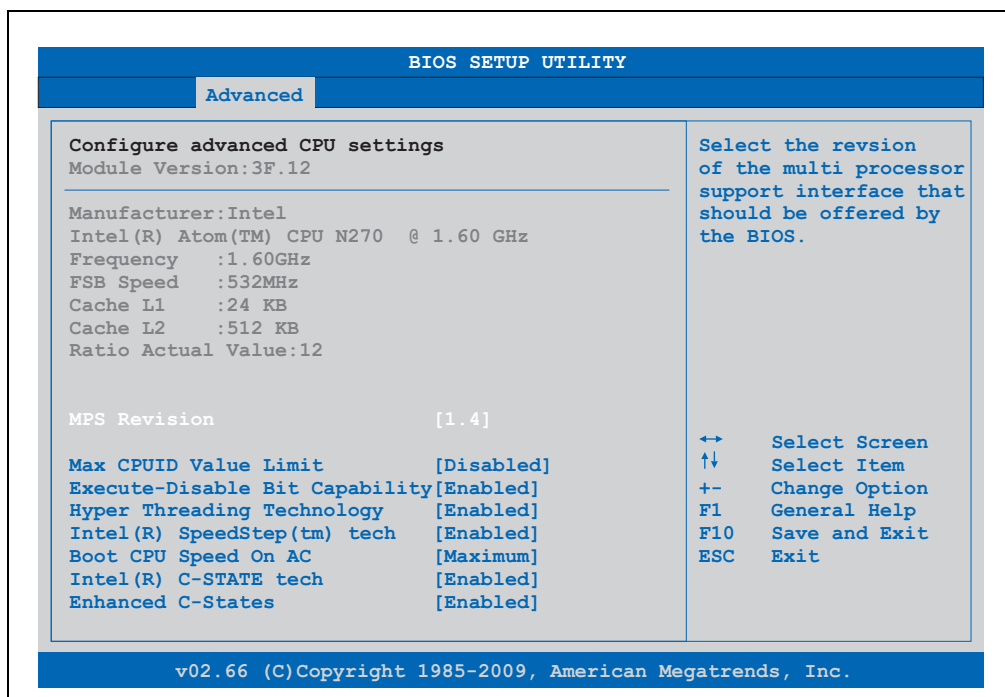 BIOS SETUP UTILITY
Advanced
Configure advanced CPU settings
Module Version:3F.12
Manufacturer:Intel
Intel(R) Atom(TM) CPU N270 @ 1.60 GHz
Frequency :1.60GHz
FSB Speed :532MHz
Cache L1 :24 KB
Cache L2 :512 KB
Ratio Actual Value:12
MPS Revision [1.4]
Max CPUID Value Limit [Disabled]
Execute-Disable Bit Capability[Enabled]
Hyper Threading Technology [Enabled]
Intel(R) SpeedStep(tm) tech [Enabled]
Boot CPU Speed On AC [Maximum]
Intel(R) C-STATE tech [Enabled]
Enhanced C-States [Enabled]
Select the revsion
of the multi processor
support interface that
should be offered by
the BIOS.
↔ Select Screen
↑↓ Select Item
+- Change Option
F1 General Help
F10 Save and Exit
ESC Exit
v02.66 (C)Copyright 1985-2009, American Megatrends, Inc.